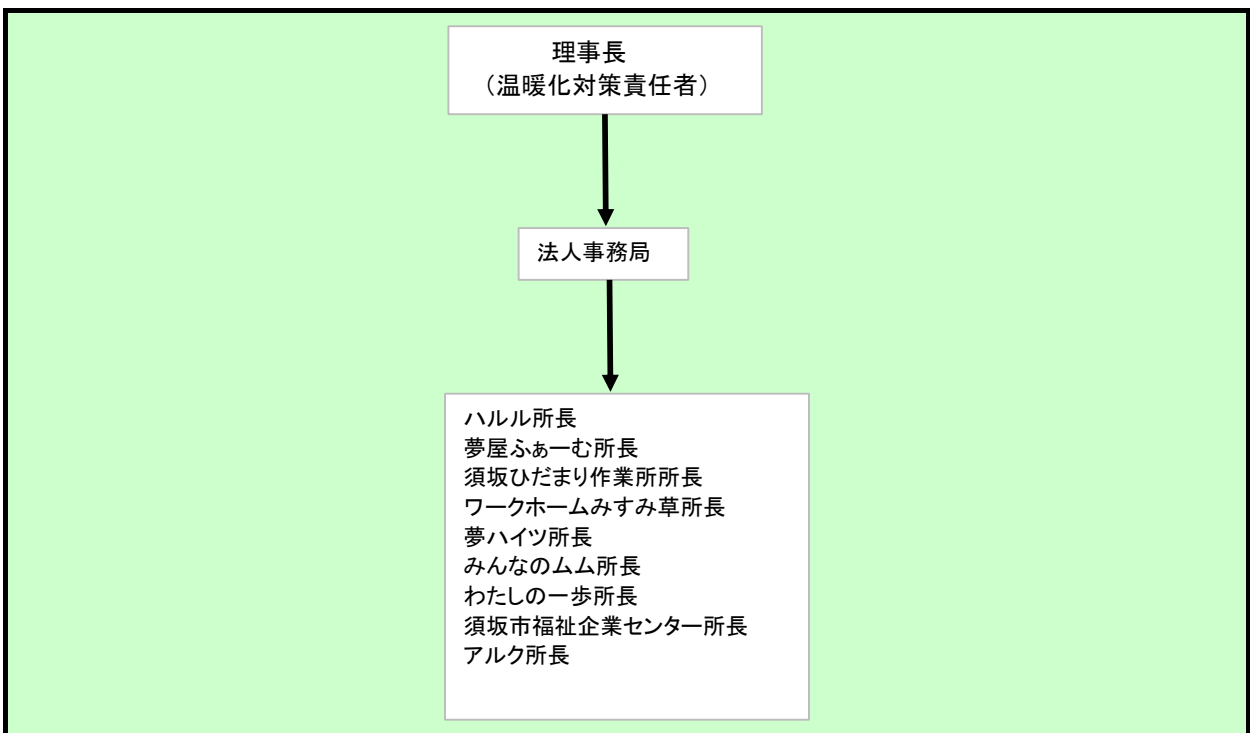 理事長
（温暖化対策責任者）
法人事務局
ハルル所長
夢屋ふぁーむ所長
須坂ひだまり作業所所長
ワークホームみすみ草所長
夢ハイツ所長
みんなのムム所長
わたしの一歩所長
須坂市福祉企業センター所長
アルク所長